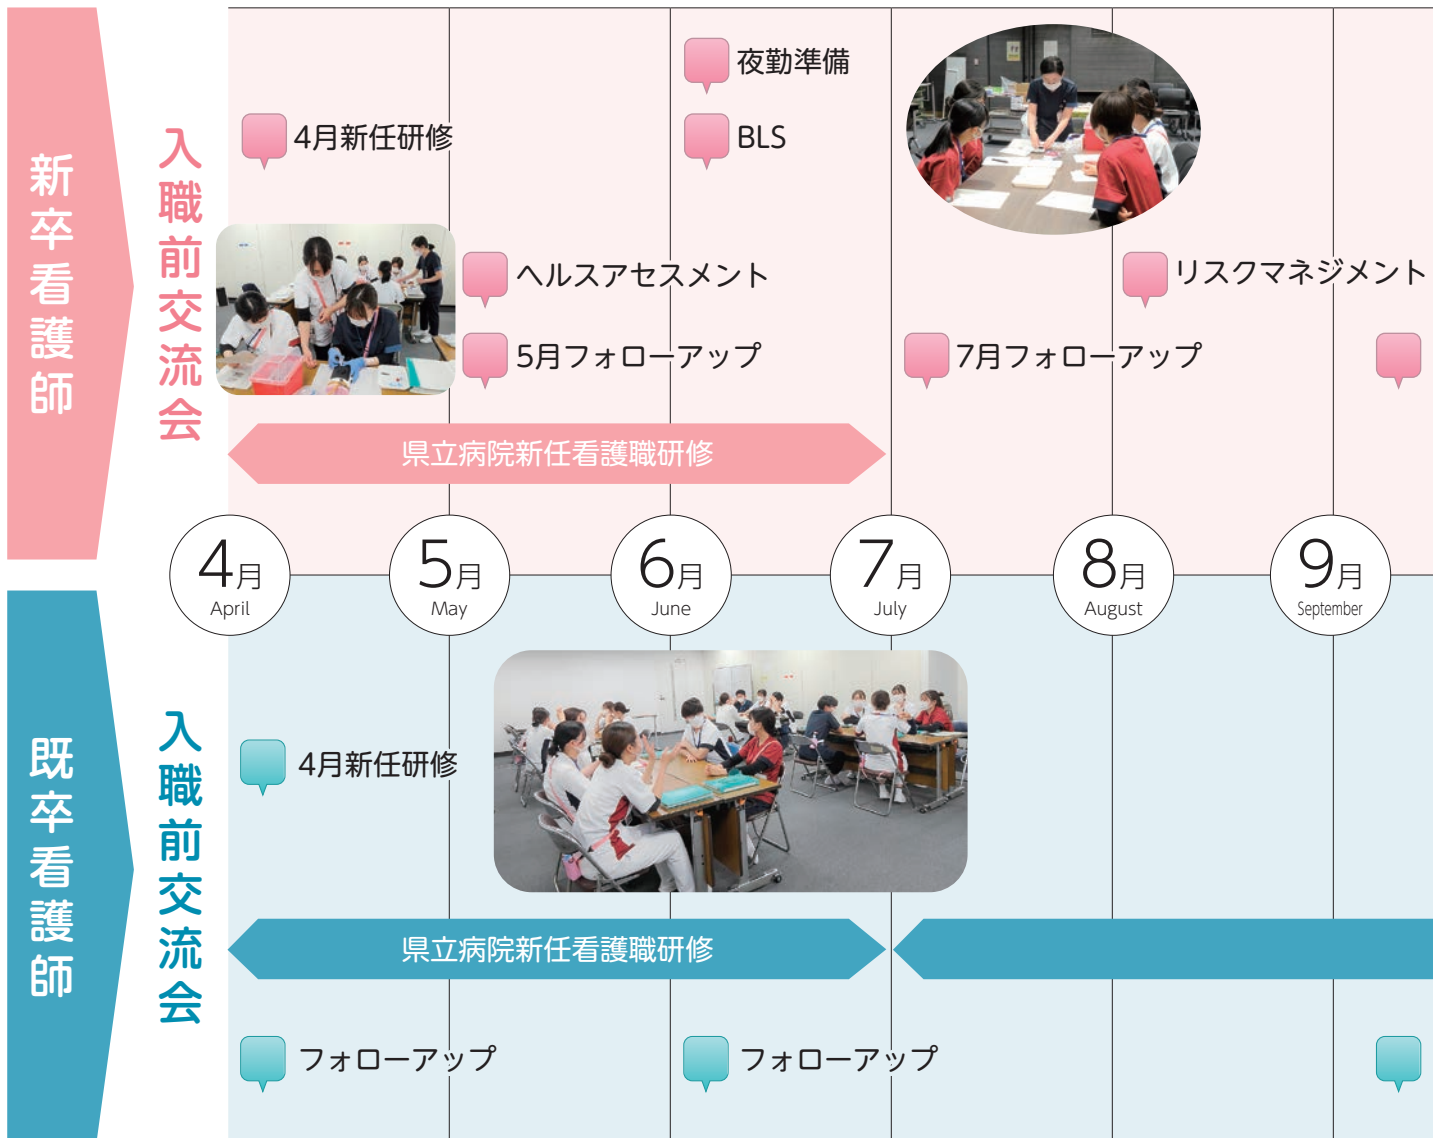 新卒看護師
入職前交流会
夜勤準備
4月新任研修
BLS
ヘルスアセスメント
リスクマネジメント
5月フォローアップ
7月フォローアップ
県立病院新任看護職研修
4月
April
5月
May
6月
June
7月
July
8月
August
9月
September
既卒看護師
入職前交流会
4月新任研修
県立病院新任看護職研修
フォローアップ
フォローアップ